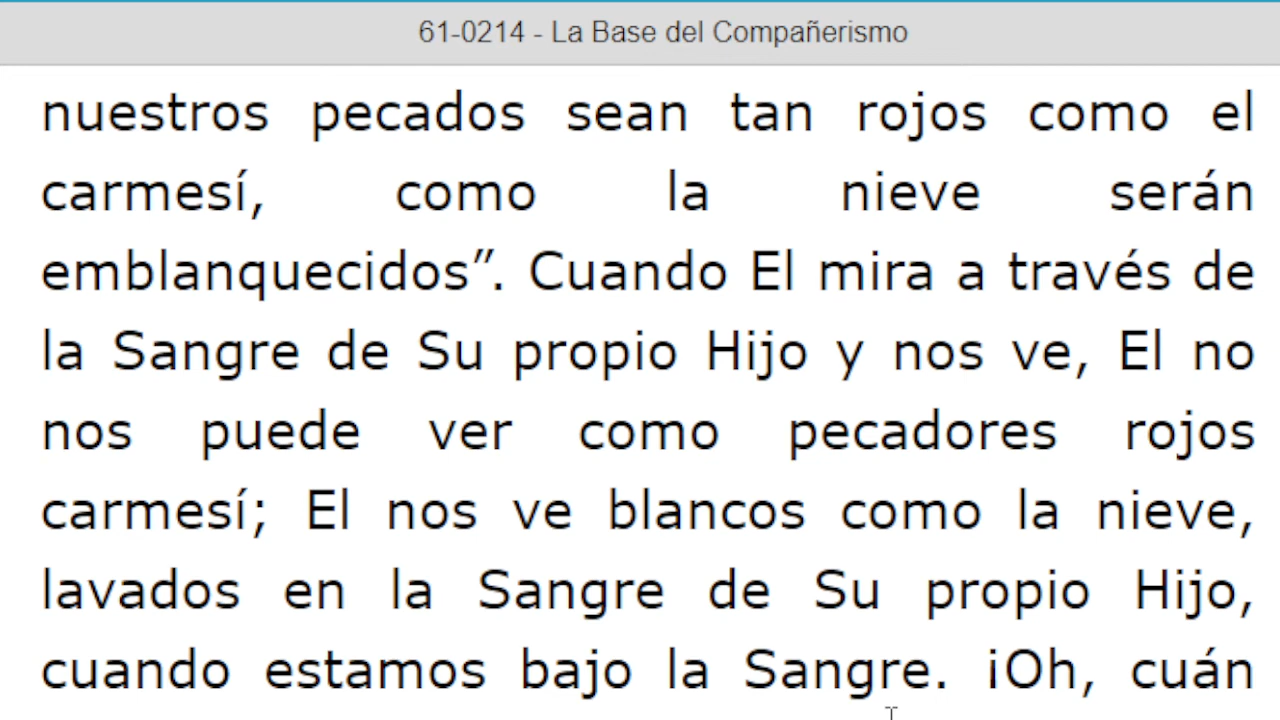 61-0214 - La Base del Compañerismo
nuestros pecados sean tan rojos como el
carmesí, como la nieve serán
emblanquecidos”. Cuando El mira a través de
la Sangre de Su propio Hijo y nos ve, El no
nos puede ver como pecadores rojos
carmesí; El nos ve blancos como la nieve,
lavados en la Sangre de Su propio Hijo,
cuando estamos bajo la Sangre. ¡Oh, cuán